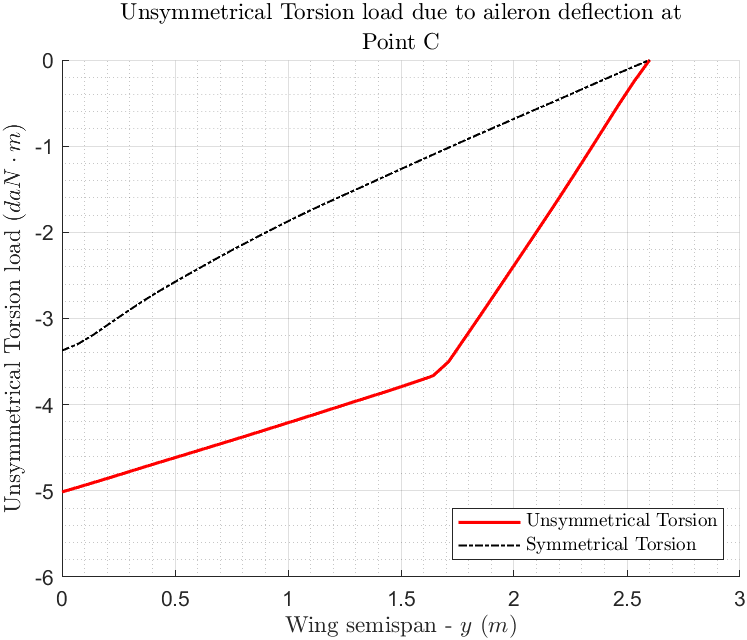 Unsymmetrical Torsion load due to aileron deflection at
Point C
Unsymmetrical Torsion load (daN · m)
0
-1
-2
-3
-4
-5
-6
0 0.5 1 1.5 2 2.5 3
Wing semispan - y (m)
Unsymmetrical Torsion
Symmetrical Torsion